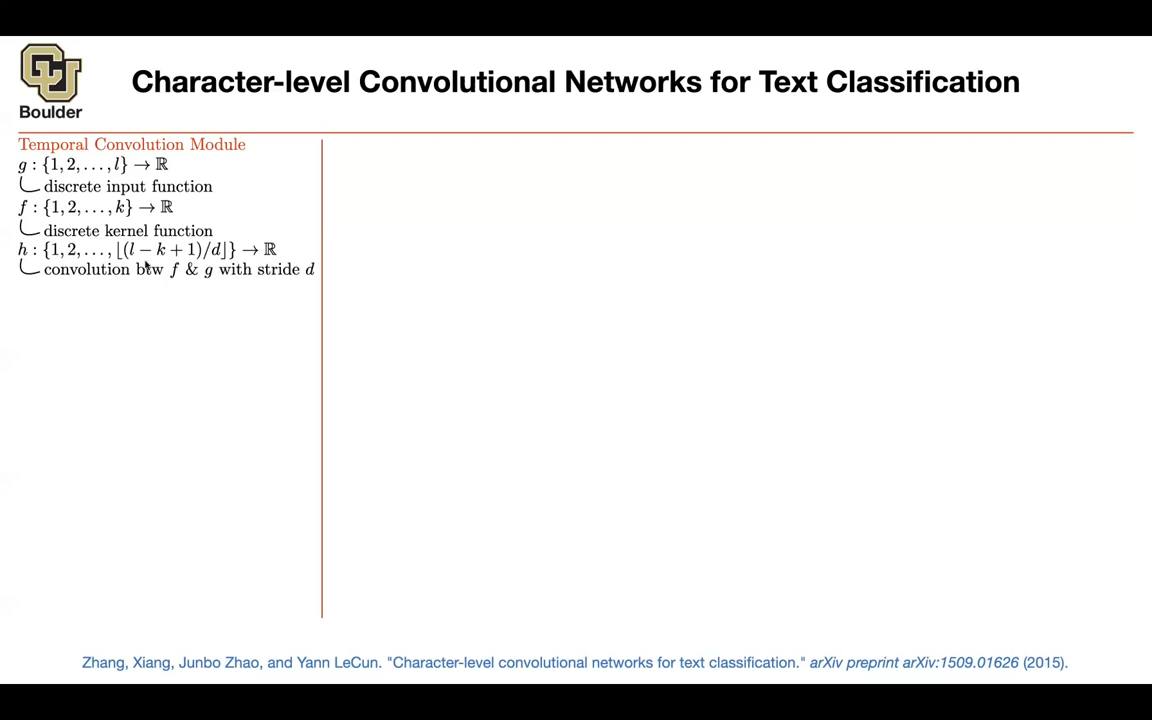 Boulder
Character-level Convolutional Networks for Text Classification
Temporal Convolution Module
g : {1, 2, . . . , l} → ℝ
discrete input function
f : {1, 2, . . . , k} → ℝ
discrete kernel function
h : {1, 2, . . . , ⌊(l − k + 1)/d⌋} → ℝ
convolution btw f & g with stride d
Zhang, Xiang, Junbo Zhao, and Yann LeCun. "Character-level convolutional networks for text classification." arXiv preprint arXiv:1509.01626 (2015).